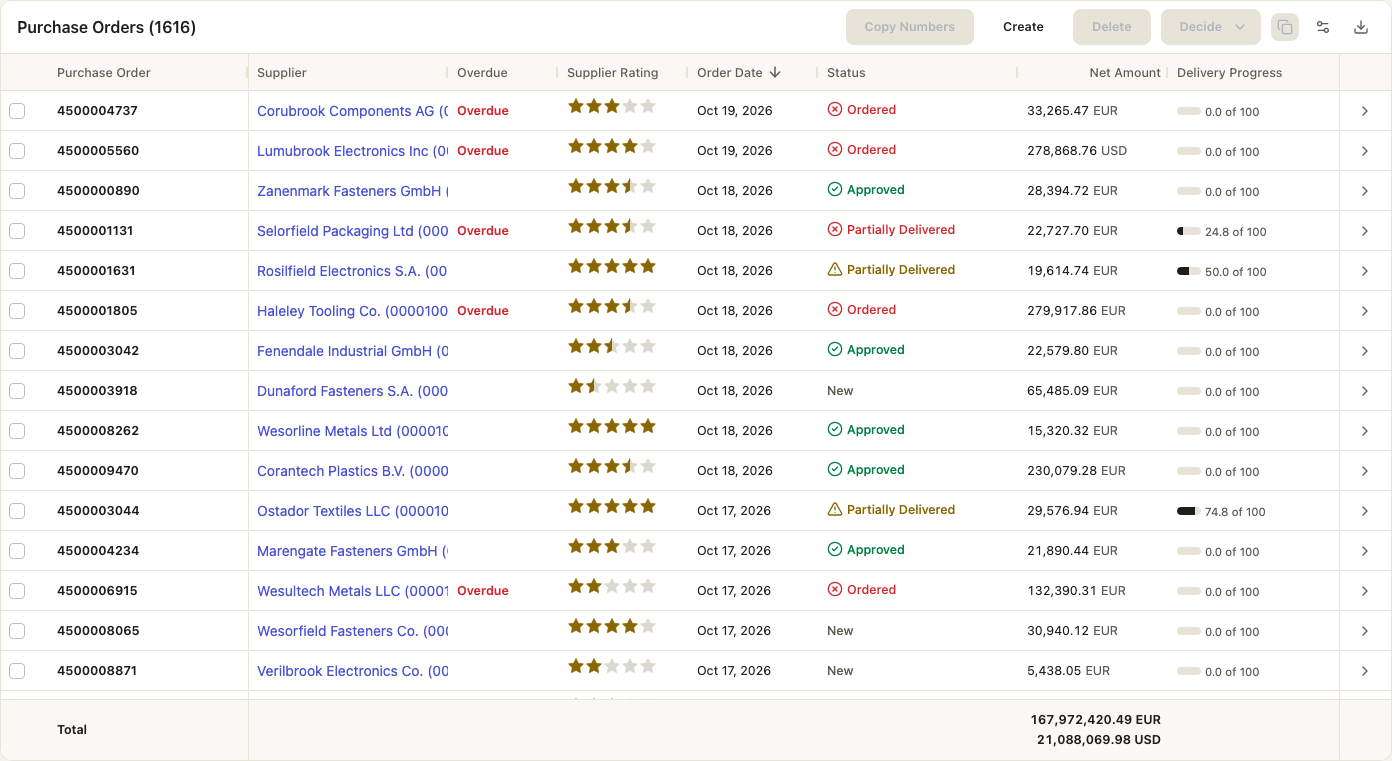 Purchase Orders (1616)
Copy Numbers
Create
Delete
Decide
Purchase Order Supplier Overdue Supplier Rating Order Date Status Net Amount Delivery Progress
4500004737 Corubrook Components AG ( Overdue Oct 19, 2026 Ordered 33,265.47 EUR 0.0 of 100
4500005560 Lumubrook Electronics Inc (0 Overdue Oct 19, 2026 Ordered 278,868.76 USD 0.0 of 100
4500000890 Zanenmark Fasteners GmbH ( Oct 18, 2026 Approved 28,394.72 EUR 0.0 of 100
4500001131 Selorfield Packaging Ltd (000 Overdue Oct 18, 2026 Partially Delivered 22,727.70 EUR 24.8 of 100
4500001631 Rosilfield Electronics S.A. (00 Oct 18, 2026 Partially Delivered 19,614.74 EUR 50.0 of 100
4500001805 Haleley Tooling Co. (0000100 Overdue Oct 18, 2026 Ordered 279,917.86 EUR 0.0 of 100
4500003042 Fenendale Industrial GmbH (0 Oct 18, 2026 Approved 22,579.80 EUR 0.0 of 100
4500003918 Dunaford Fasteners S.A. (000 Oct 18, 2026 New 65,485.09 EUR 0.0 of 100
4500008262 Wesorline Metals Ltd (000010 Oct 18, 2026 Approved 15,320.32 EUR 0.0 of 100
4500009470 Corantech Plastics B.V. (0000 Oct 18, 2026 Approved 230,079.28 EUR 0.0 of 100
4500003044 Ostador Textiles LLC (000010 Oct 17, 2026 Partially Delivered 29,576.94 EUR 74.8 of 100
4500004234 Marengate Fasteners GmbH ( Oct 17, 2026 Approved 21,890.44 EUR 0.0 of 100
4500006915 Wesultech Metals LLC (00001 Overdue Oct 17, 2026 Ordered 132,390.31 EUR 0.0 of 100
4500008065 Wesorfield Fasteners Co. (000 Oct 17, 2026 New 30,940.12 EUR 0.0 of 100
4500008871 Verilbrook Electronics Co. (00 Oct 17, 2026 New 5,438.05 EUR 0.0 of 100
Total 167,972,420.49 EUR
21,088,069.98 USD